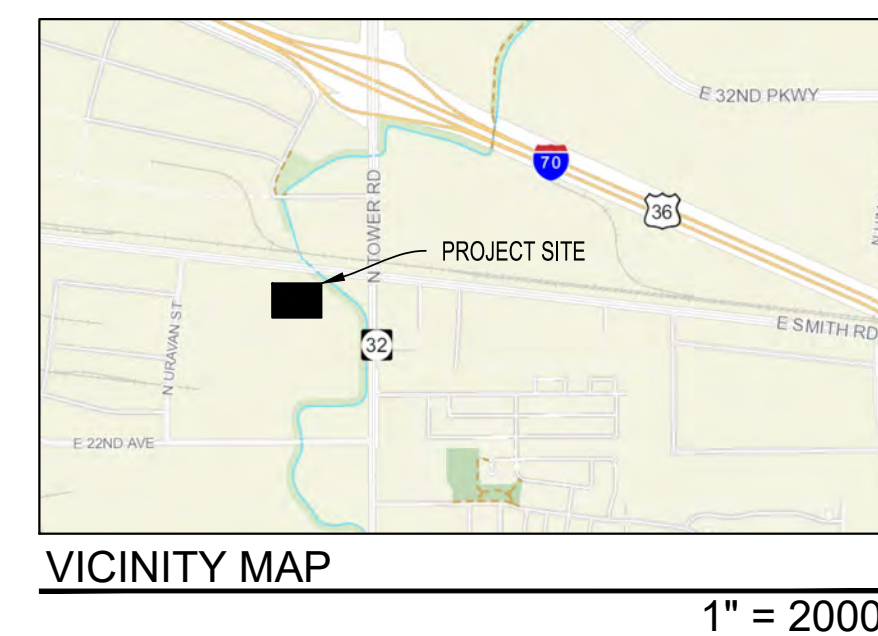 E 32ND PKWY
70
36
N TOWER RD
PROJECT SITE
E SMITH RD
N URAVAN ST
32
E 22ND AVE
VICINITY MAP
1" = 2000